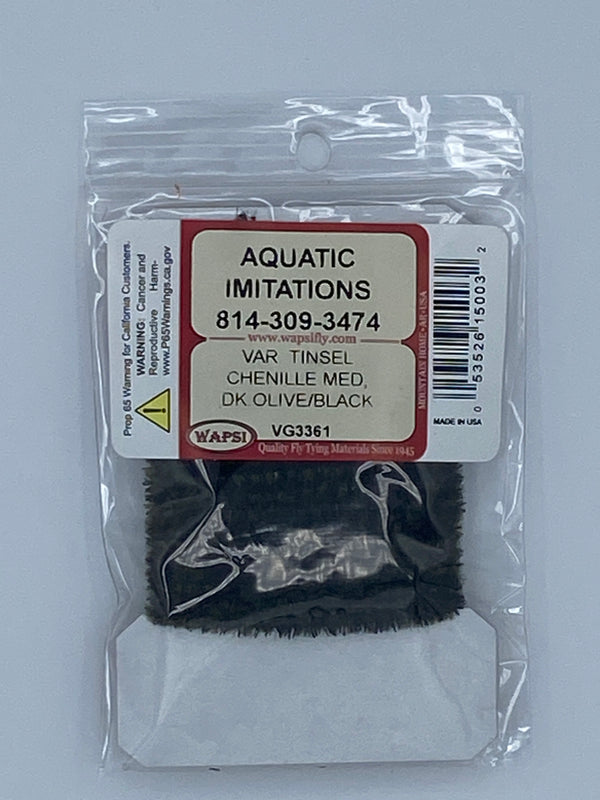 Prop 65 Warning for California Customers.
WARNING: Cancer and
Reproductive Harm-
www.P65Warnings.ca.gov
AQUATIC
IMITATIONS
814-309-3474
www.wapsifly.com
VAR TINSEL
CHENILLE MED,
DK OLIVE/BLACK
WAPSI
VG3361
Quality Fly Tying Materials Since 1945
MOUNTAIN HOME • AR • USA
0 53526 15003 2
MADE IN USA